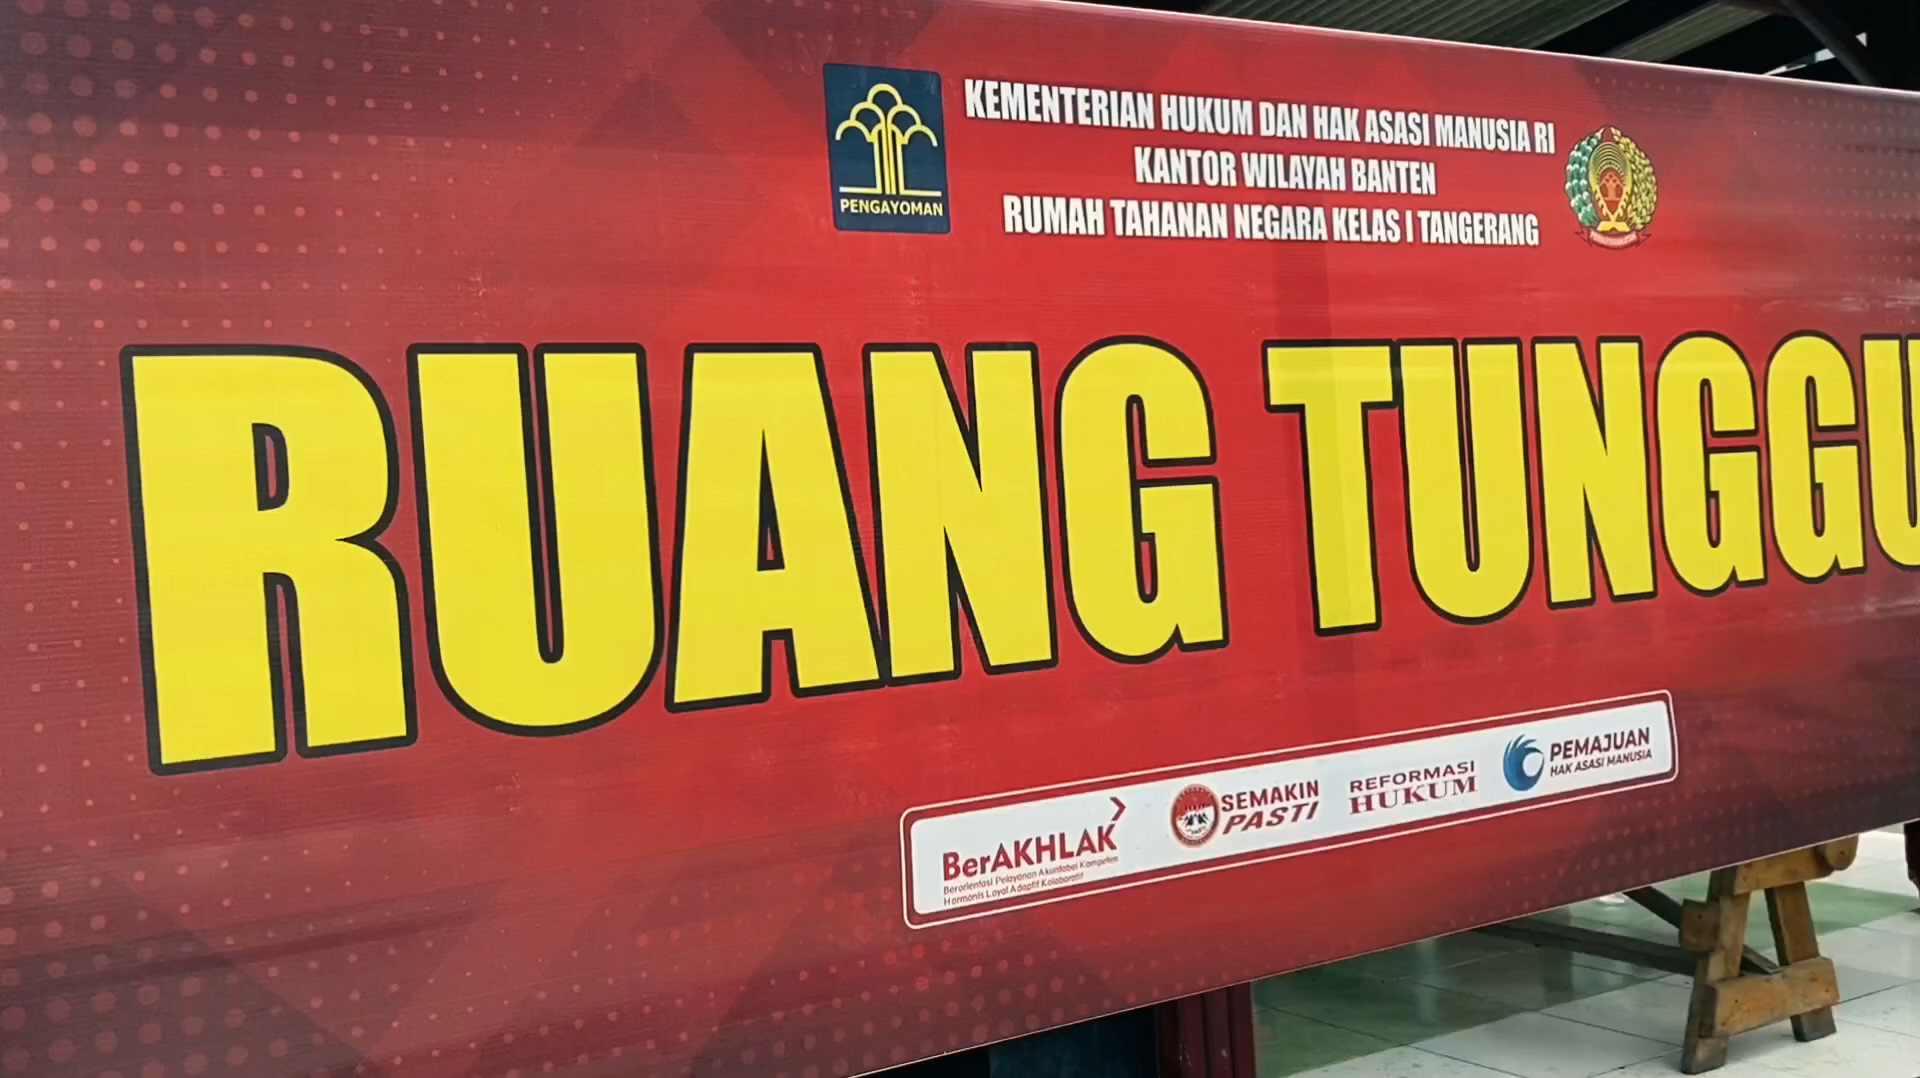 PENGAYOMAN
KEMENTERIAN HUKUM DAN HAK ASASI MANUSIA RI
KANTOR WILAYAH BANTEN
RUMAH TAHANAN NEGARA KELAS I TANGERANG
RUANG TUNGGU
BerAKHLAK
Berorientasi Pelayanan Akuntabel Kompeten
Harmonis Loyal Adaptif Kolaboratif
SEMAKIN
PASTI
REFORMASI
HUKUM
PEMAJUAN
HAK ASASI MANUSIA